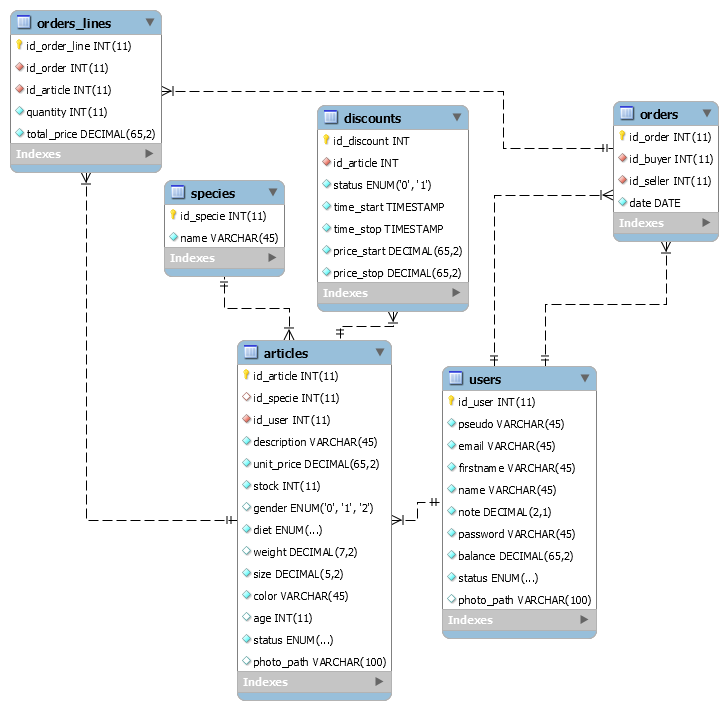 orders_lines
id_order_line INT(11)
id_order INT(11)
id_article INT(11)
quantity INT(11)
total_price DECIMAL(65,2)
Indexes
species
id_specie INT(11)
name VARCHAR(45)
Indexes
discounts
id_discount INT
id_article INT
status ENUM('0', '1')
time_start TIMESTAMP
time_stop TIMESTAMP
price_start DECIMAL(65,2)
price_stop DECIMAL(65,2)
Indexes
orders
id_order INT(11)
id_buyer INT(11)
id_seller INT(11)
date DATE
Indexes
articles
id_article INT(11)
id_specie INT(11)
id_user INT(11)
description VARCHAR(45)
unit_price DECIMAL(65,2)
stock INT(11)
gender ENUM('0', '1', '2')
diet ENUM(...)
weight DECIMAL(7,2)
size DECIMAL(5,2)
color VARCHAR(45)
age INT(11)
status ENUM(...)
photo_path VARCHAR(100)
Indexes
users
id_user INT(11)
pseudo VARCHAR(45)
email VARCHAR(45)
firstname VARCHAR(45)
name VARCHAR(45)
note DECIMAL(2,1)
password VARCHAR(45)
balance DECIMAL(65,2)
status ENUM(...)
photo_path VARCHAR(100)
Indexes